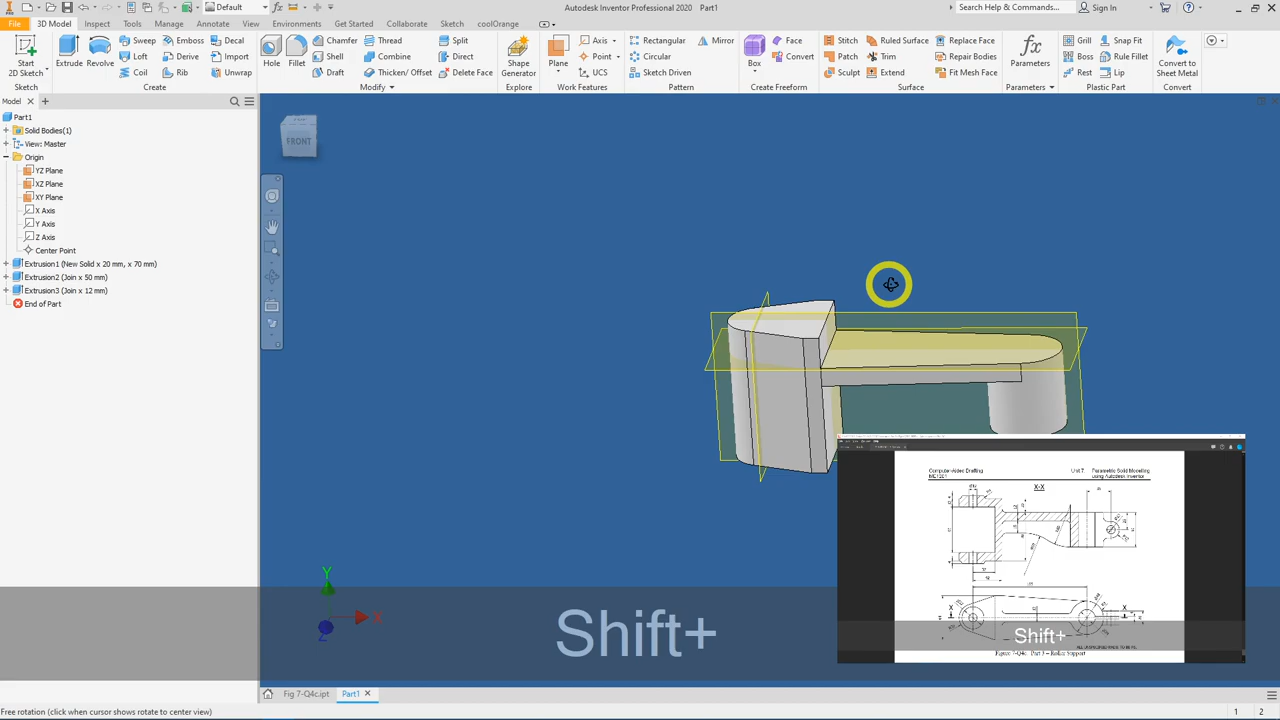 Default
Autodesk Inventor Professional 2020 Part1
Search Help & Commands...
Sign In
File 3D Model Sketch Inspect Tools Manage View Environments Get Started Collaborate Sketch coolOrange
Start
2D Sketch
Extrude
Revolve
Sweep
Emboss
Decal
Loft
Derive
Import
Coil
Rib
Unwrap
Hole
Fillet
Chamfer
Thread
Split
Shell
Combine
Direct
Draft
Thicken/ Offset
Delete Face
Shape
Generator
Plane
Axis
Point
UCS
Rectangular
Mirror
Circular
Sketch Driven
Box
Face
Convert
Stitch
Ruled Surface
Replace Face
Patch
Trim
Repair Bodies
Sculpt
Extend
Fit Mesh Face
Parameters
Grill
Snap Fit
Boss
Rule Fillet
Rest
Lip
Convert to
Sheet Metal
Sketch Create Modify Explore Work Features Pattern Create Freeform Surface Parameters Plastic Part Convert
Model
Part1
Solid Bodies(1)
View: Master
Origin
YZ Plane
XZ Plane
XY Plane
X Axis
Y Axis
Z Axis
Center Point
Extrusion1 (New Solid x 20 mm, x 70 mm)
Extrusion2 (Join x 50 mm)
Extrusion3 (Join x 12 mm)
End of Part
FRONT
Y
X
Z
Shift+
Computer-Aided Drafting
Unit 7. Parametric Solid Modelling
using Autodesk Inventor
X-X
X
X
Shift+
Figure 7-Q4c Part 3 – Roller Support
Fig 7-Q4c.ipt Part1
Free rotation (click when cursor shows rotate to center view)
1 2